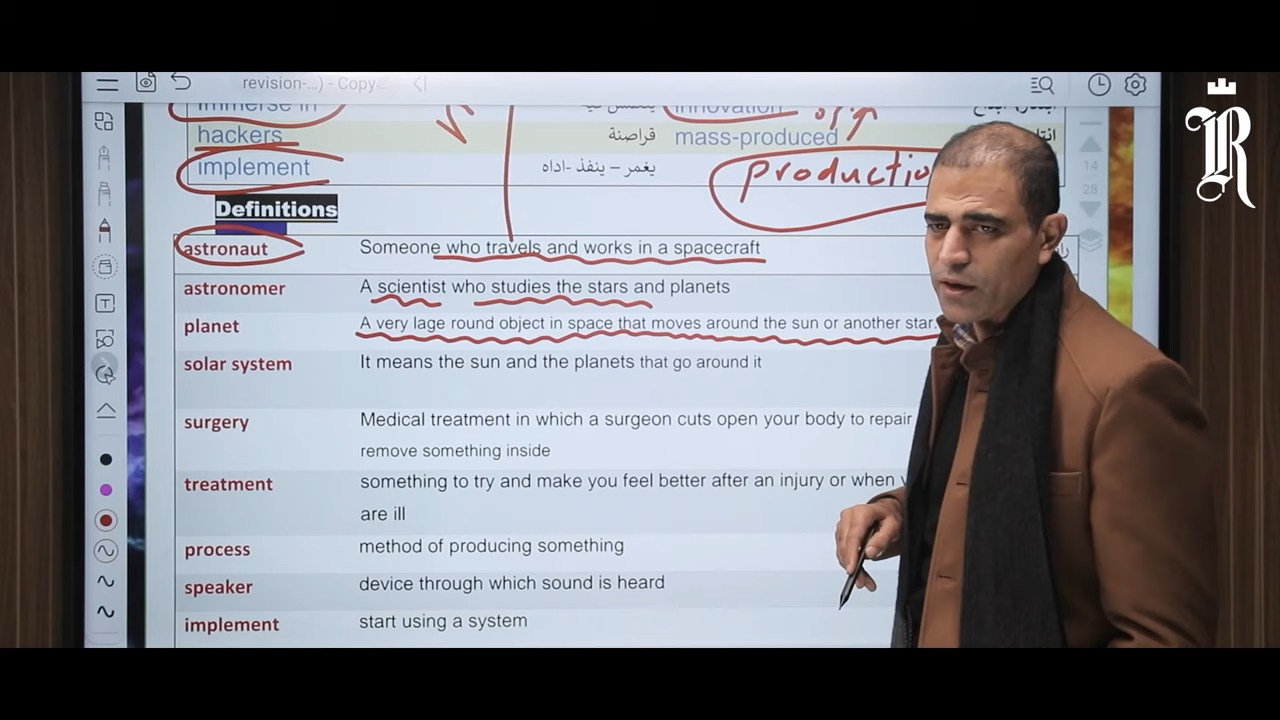 revision-...) - Copy
immerse in innovation
hackers قراصنة mass-produced
implement يغمر – ينفذ -اداه production
Definitions
astronaut Someone who travels and works in a spacecraft
astronomer A scientist who studies the stars and planets
planet A very lage round object in space that moves around the sun or another star.
solar system It means the sun and the planets that go around it
surgery Medical treatment in which a surgeon cuts open your body to repair
remove something inside
treatment something to try and make you feel better after an injury or when
are ill
process method of producing something
speaker device through which sound is heard
implement start using a system
14
28
R